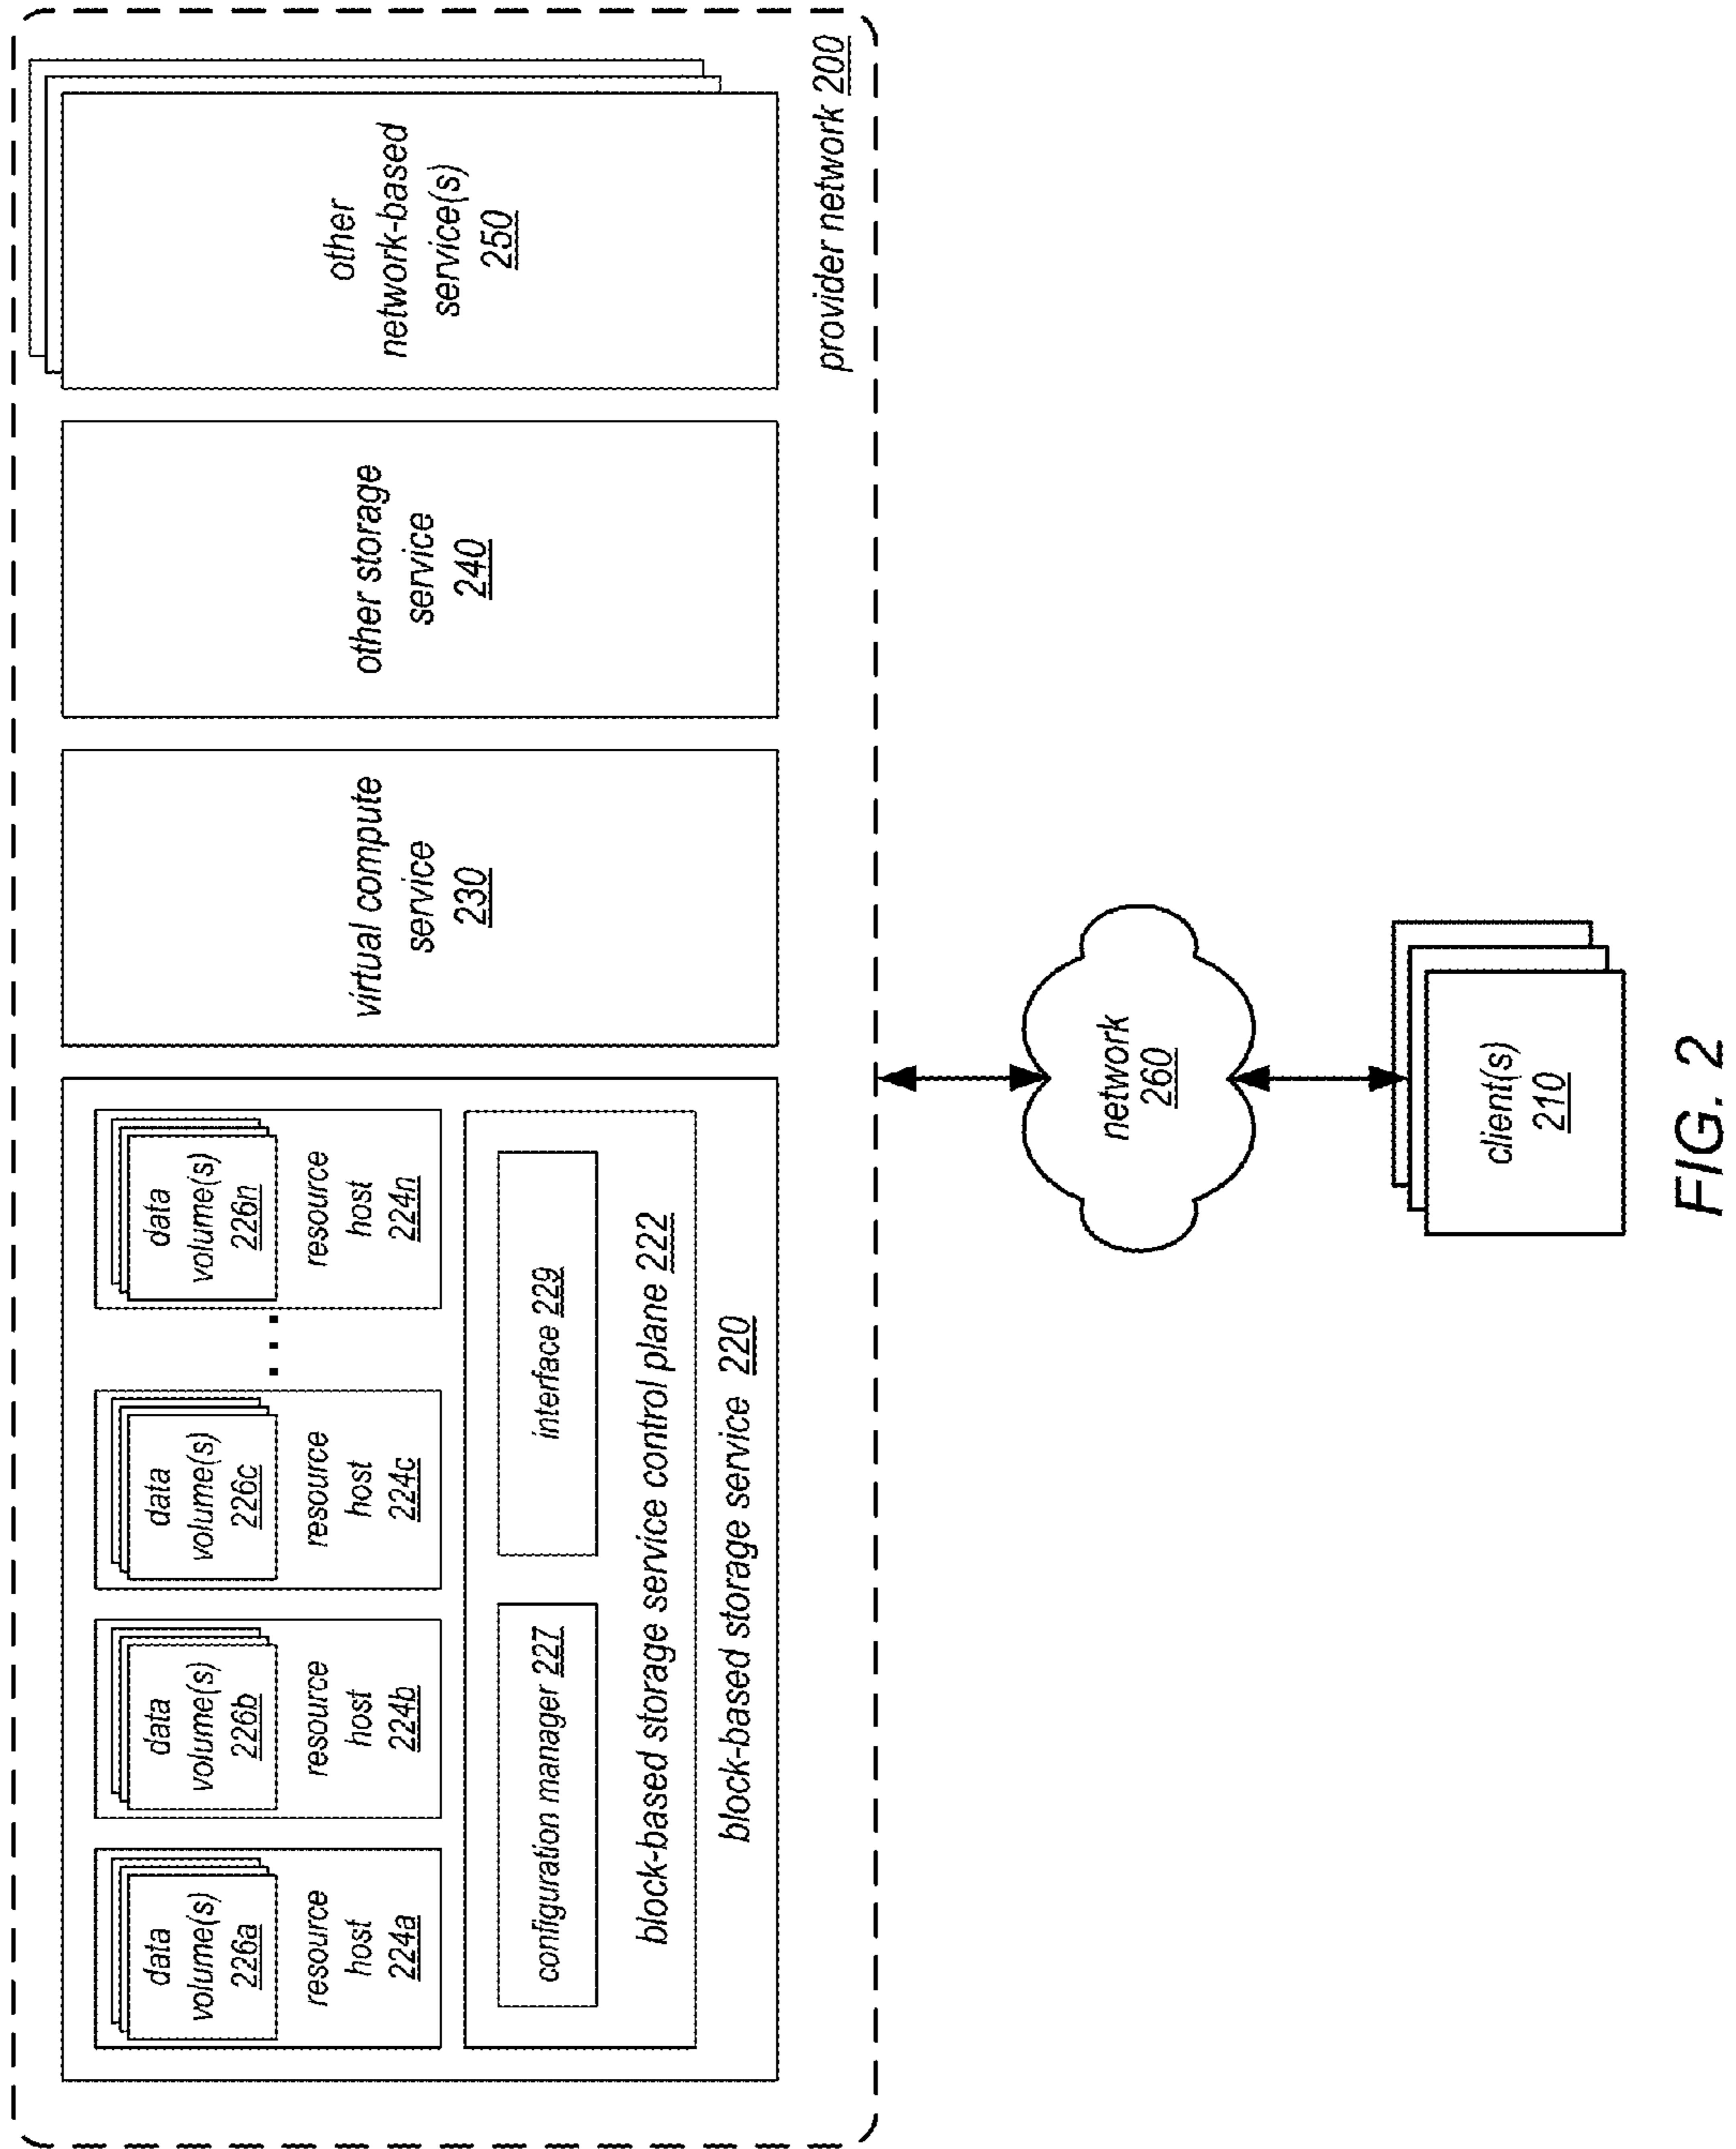 data
volume(s)
226a
resource
host
224a
data
volume(s)
226b
resource
host
224b
data
volume(s)
226c
resource
host
224c
...
data
volume(s)
226n
resource
host
224n
configuration manager 227
interface 229
block-based storage service control plane 222
block-based storage service 220
virtual compute
service
230
other storage
service
240
other
network-based
service(s)
250
provider network 200
network
260
client(s)
210
FIG. 2